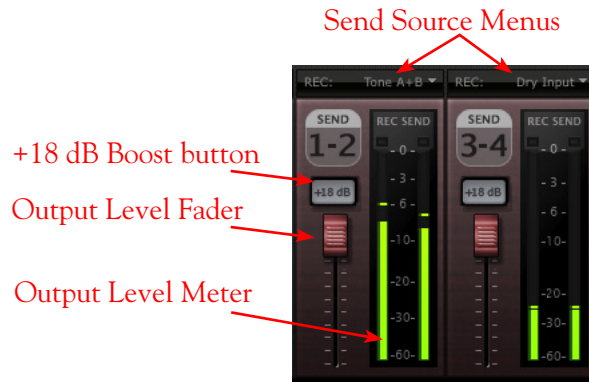 Send Source Menus
REC: Tone A+B REC: Dry Input
SEND REC SEND SEND REC SEND
1-2 3-4
+18 dB Boost button
+18 dB +18 dB
Output Level Fader
Output Level Meter
- 0 - - 0 -
- 3 - - 3 -
- 6 - - 6 -
-10- -10-
-20- -20-
-30- -30-
-60- -60-